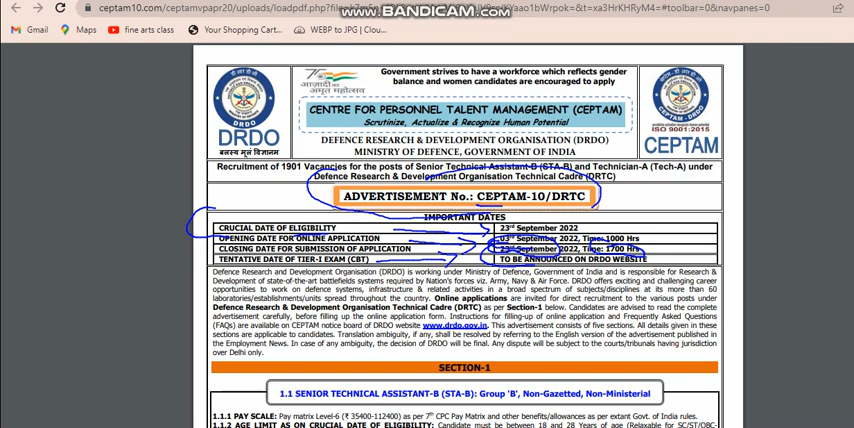 ceptam10.com/ceptamvpapr20/uploads/loadpdf.php?
aao1bWrpok=&t=xa3HrKHRyM4=#toolbar=0&navpanes=0
WWW.BANDICAM.COM
Gmail YouTube Maps fine arts class Your Shopping Cart... WEBP to JPG | Clou...
Government strives to have a workforce which reflects gender
balance and women candidates are encouraged to apply
आज़ादी का
अमृत महोत्सव
CENTRE FOR PERSONNEL TALENT MANAGEMENT (CEPTAM)
Scrutinize, Actualize & Recognize Human Potential
DRDO
बलस्य मूलं विज्ञानम्
DEFENCE RESEARCH & DEVELOPMENT ORGANISATION (DRDO)
MINISTRY OF DEFENCE, GOVERNMENT OF INDIA
ISO 9001:2015
CEPTAM
Recruitment of 1901 Vacancies for the posts of Senior Technical Assistant-B (STA-B) and Technician-A (Tech-A) under
Defence Research & Development Organisation Technical Cadre (DRTC)
ADVERTISEMENT No.: CEPTAM-10/DRTC
IMPORTANT DATES
CRUCIAL DATE OF ELIGIBILITY 23rd September 2022
OPENING DATE FOR ONLINE APPLICATION 03rd September 2022, Time: 1000 Hrs
CLOSING DATE FOR SUBMISSION OF APPLICATION 23rd September 2022, Time: 1700 Hrs
TENTATIVE DATE OF TIER-I EXAM (CBT) TO BE ANNOUNCED ON DRDO WEBSITE
Defence Research and Development Organisation (DRDO) is working under Ministry of Defence, Government of India and is responsible for Research &
Development of state-of-the-art battlefields systems required by Nation's forces viz. Army, Navy & Air Force. DRDO offers exciting and challenging career
opportunities to work on defence systems, infrastructure & related activities in a broad spectrum of subjects/disciplines at its more than 60
laboratories/establishments/units spread throughout the country. Online applications are invited for direct recruitment to the various posts under
Defence Research & Development Organisation Technical Cadre (DRTC) as per Section-1 below. Candidates are advised to read the complete
advertisement carefully, before filling up the online application form. Instructions for filling-up of online application and Frequently Asked Questions
(FAQs) are available on CEPTAM notice board of DRDO website www.drdo.gov.in. This advertisement consists of five sections. All details given in these
sections are applicable to candidates. Translation ambiguity, if any, shall be resolved by referring to the English version of the advertisement published in
the Employment News. In case of any ambiguity, the decision of DRDO will be final. Any dispute will be subject to the courts/tribunals having jurisdiction
over Delhi only.
SECTION-1
1.1 SENIOR TECHNICAL ASSISTANT-B (STA-B): Group 'B', Non-Gazetted, Non-Ministerial
1.1.1 PAY SCALE: Pay matrix Level-6 (₹ 35400-112400) as per 7th CPC Pay Matrix and other benefits/allowances as per extant Govt. of India rules.
1.1.2 AGE LIMIT AS ON CRUCIAL DATE OF ELIGIBILITY: Candidate must be between 18 and 28 Years of age (Relaxable for SC/ST/OBC-